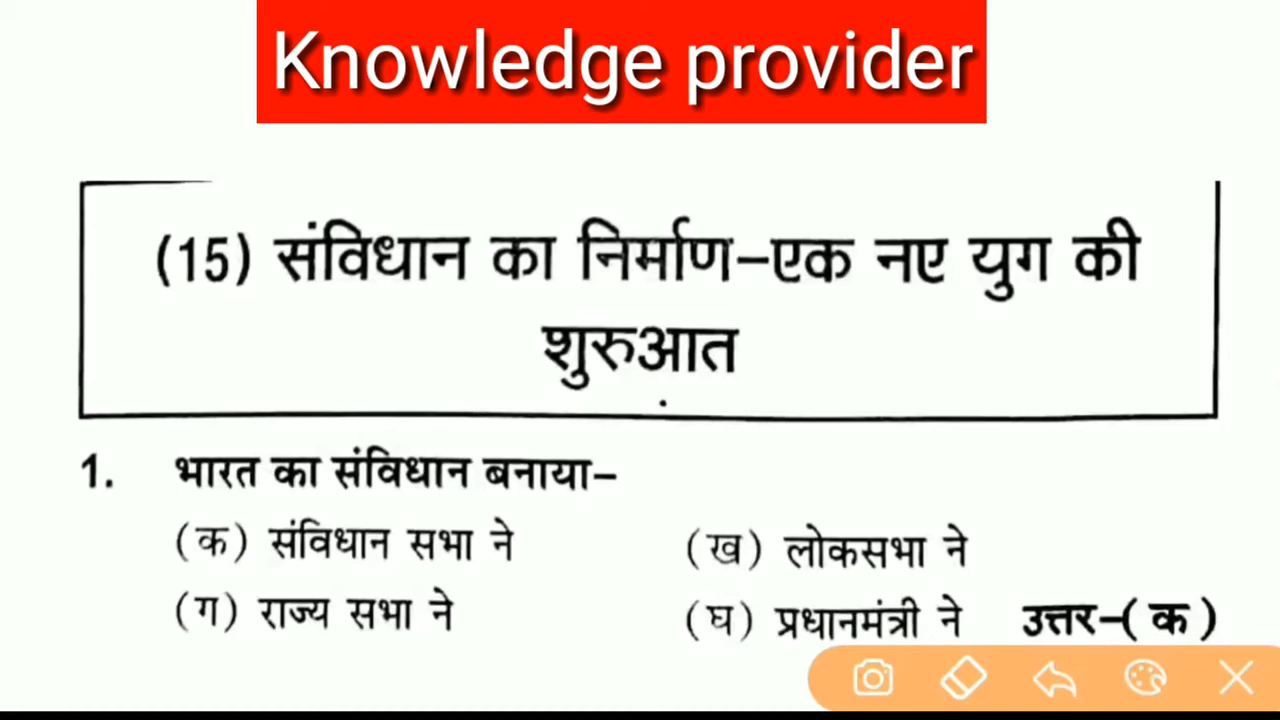 Knowledge provider
(15) संविधान का निर्माण–एक नए युग की
शुरुआत
1. भारत का संविधान बनाया–
(क) संविधान सभा ने (ख) लोकसभा ने
(ग) राज्य सभा ने (घ) प्रधानमंत्री ने उत्तर–(क)